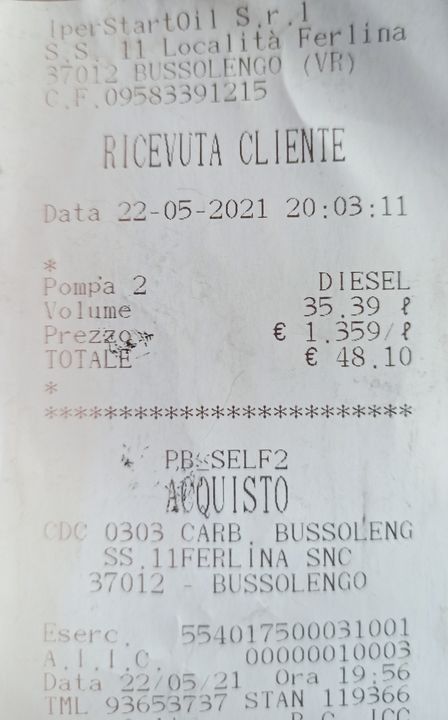 IperStartOil S.r.l
S.S. 11 Località Ferlina
37012 BUSSOLENGO (VR)
C.F.09583391215
RICEVUTA CLIENTE
Data 22-05-2021 20:03:11
*
Pompa 2 DIESEL
Volume 35.39 ℓ
Prezzo € 1.359/ℓ
TOTALE € 48.10
*
************************
PB_SELF2
ACQUISTO
CDC 0303 CARB. BUSSOLENG
SS.11FERLINA SNC
37012 - BUSSOLENGO
Eserc. 554017500031001
A.I.I.C. 00000010003
Data 22/05/21 Ora 19:56
TML 93653737 STAN 119366